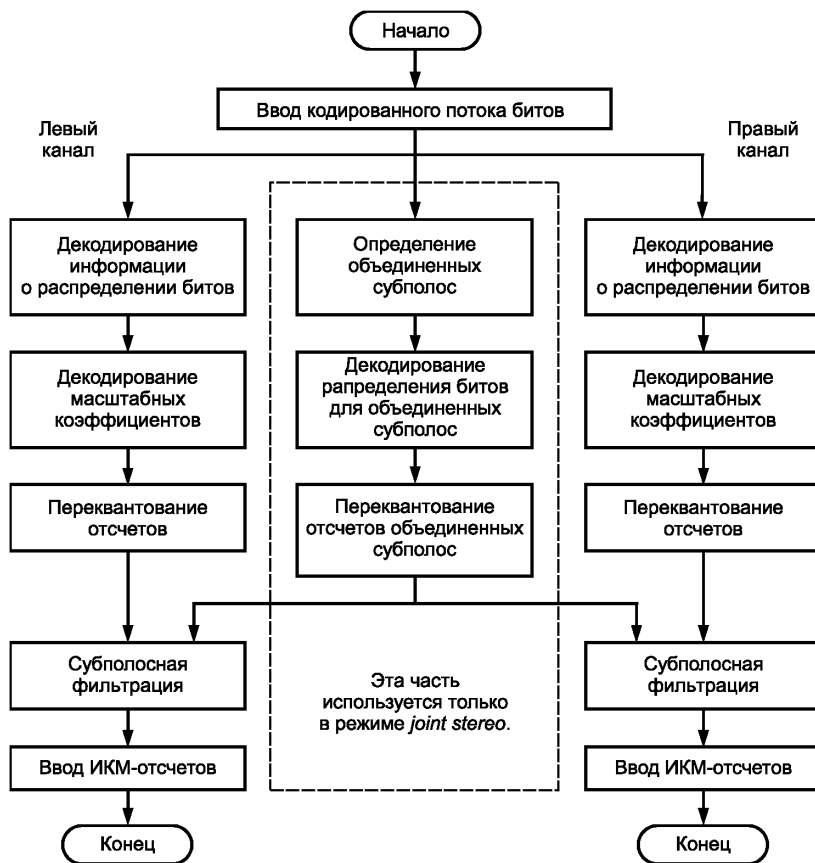 Начало
Ввод кодированного потока битов
Левый
канал
Правый
канал
Декодирование
информации
о распределении битов
Определение
объединенных
субполос
Декодирование
информации
о распределении битов
Декодирование
масштабных
коэффициентов
Декодирование
рапределения битов
для объединенных
субполос
Декодирование
масштабных
коэффициентов
Переквантование
отсчетов
Переквантование
отсчетов объединенных
субполос
Переквантование
отсчетов
Субполосная
фильтрация
Эта часть
используется только
в режиме joint stereo.
Субполосная
фильтрация
Ввод ИКМ-отсчетов
Ввод ИКМ-отсчетов
Конец
Конец